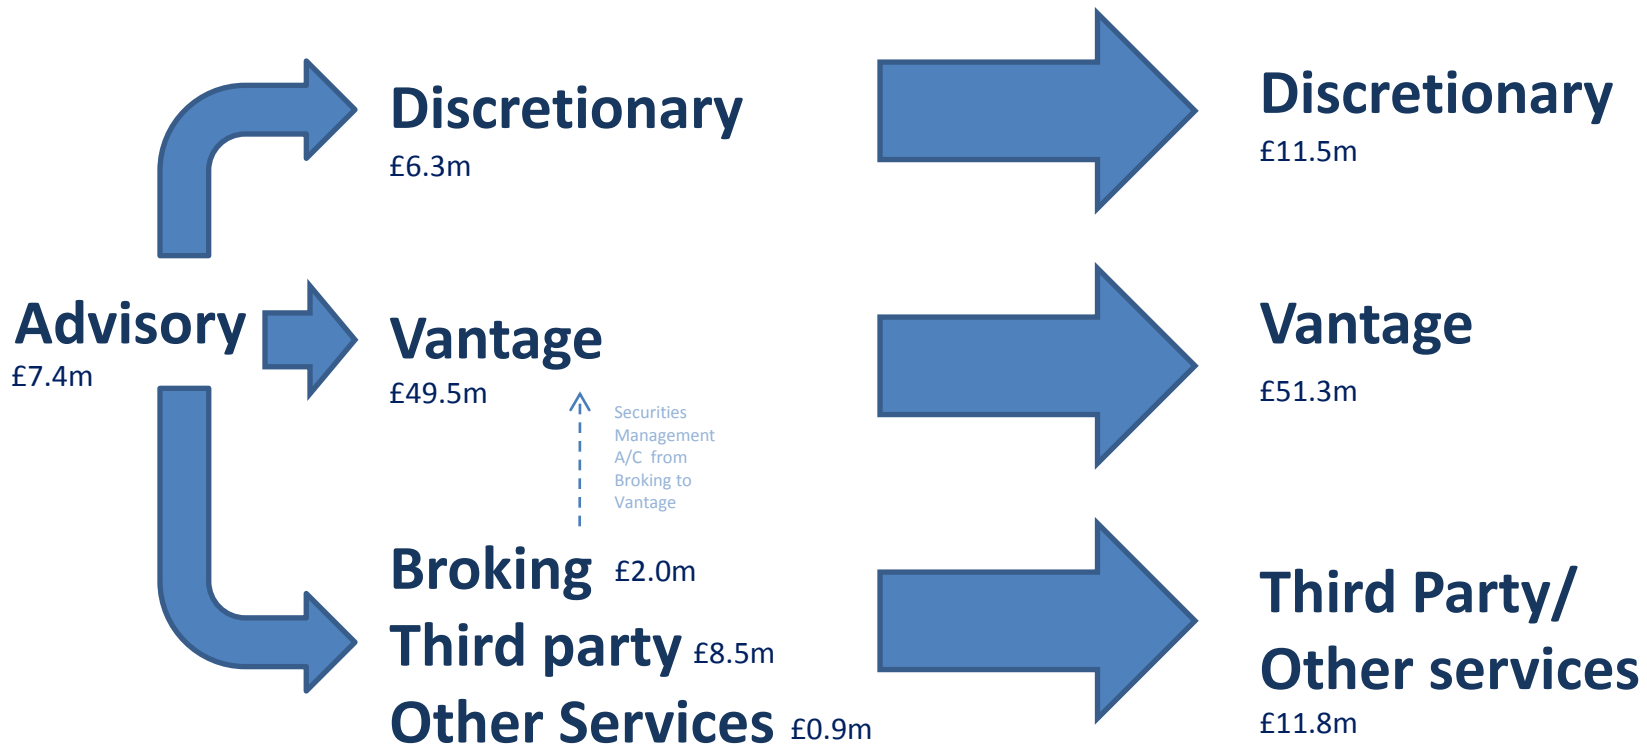 Advisory
£7.4m
Discretionary
£6.3m
Vantage
£49.5m
Securities
Management
A/C from
Broking to
Vantage
Broking £2.0m
Third party £8.5m
Other Services £0.9m
Discretionary
£11.5m
Vantage
£51.3m
Third Party/
Other services
£11.8m